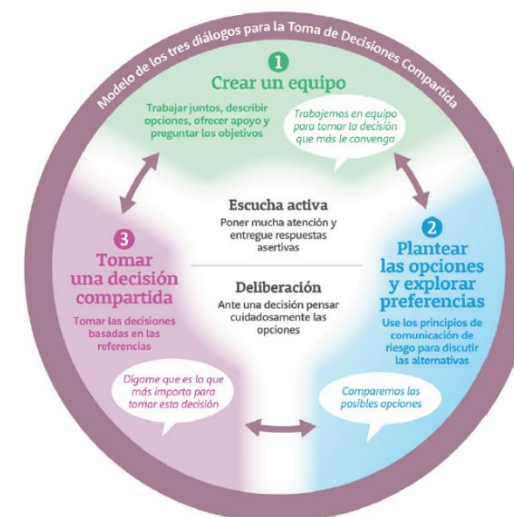 Modelo de los tres diálogos para la Toma de Decisiones Compartida
1
Crear un equipo
Trabajar juntos, describir
opciones, ofrecer apoyo y
preguntar los objetivos
Trabajemos en equipo
para tomar la decisión
que más le convenga
Escucha activa
Poner mucha atención y
entregue respuestas
asertivas
Deliberación
Ante una decisión pensar
cuidadosamente las
opciones
2
Plantear
las opciones
y explorar
preferencias
Use los principios de
comunicación de
riesgo para discutir
las alternativas
Comparemos las
posibles opciones
3
Tomar
una decisión
compartida
Tomar las decisiones
basadas en las
referencias
Dígame que es lo que
más importa para
tomar esta decisión